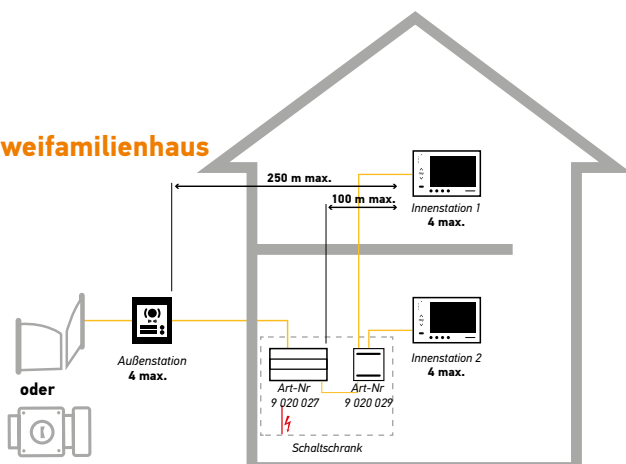 weifamilienhaus
250 m max.
100 m max.
Innenstation 1
4 max.
Außenstation
4 max.
Innenstation 2
4 max.
oder
Art-Nr
9 020 027
Art-Nr
9 020 029
Schaltschrank